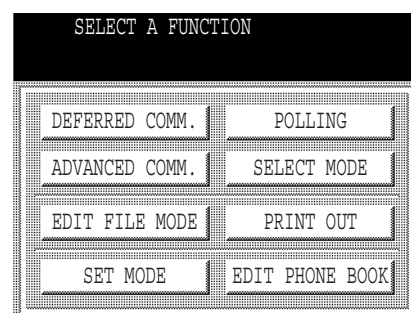 SELECT A FUNCTION
DEFERRED COMM. POLLING
ADVANCED COMM. SELECT MODE
EDIT FILE MODE PRINT OUT
SET MODE EDIT PHONE BOOK